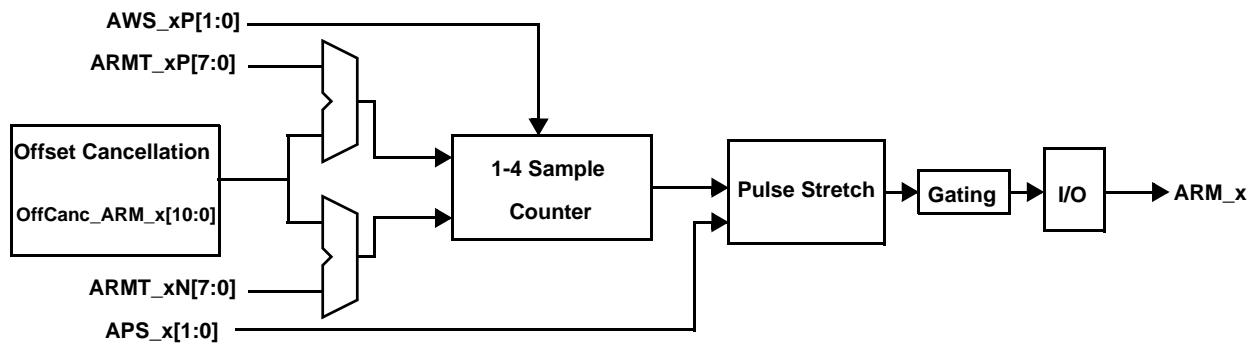 AWS_xP[1:0]
ARMT_xP[7:0]
Offset Cancellation
OffCanc_ARM_x[10:0]
1-4 Sample
Counter
Pulse Stretch
Gating
I/O
ARM_x
ARMT_xN[7:0]
APS_x[1:0]